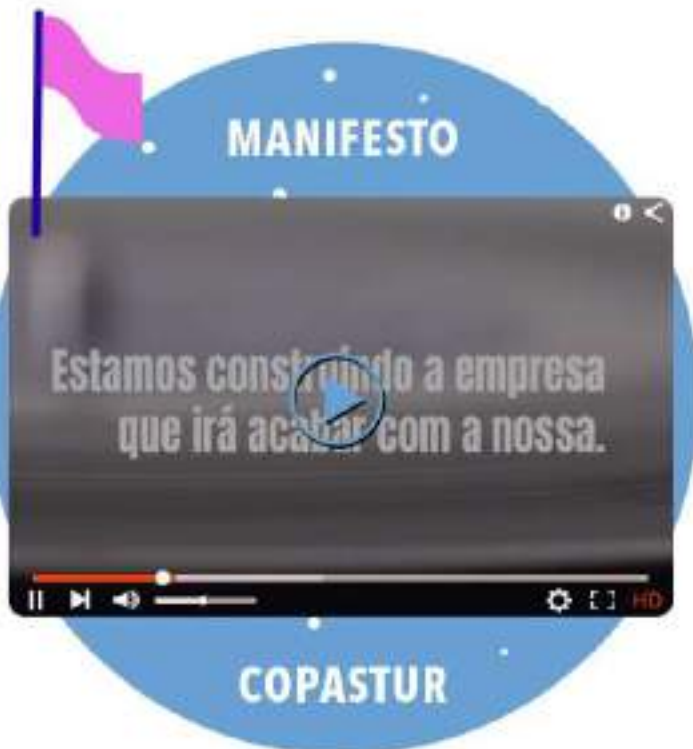 MANIFESTO
Estamos construindo a empresa
que irá acabar com a nossa.
HD
COPASTUR